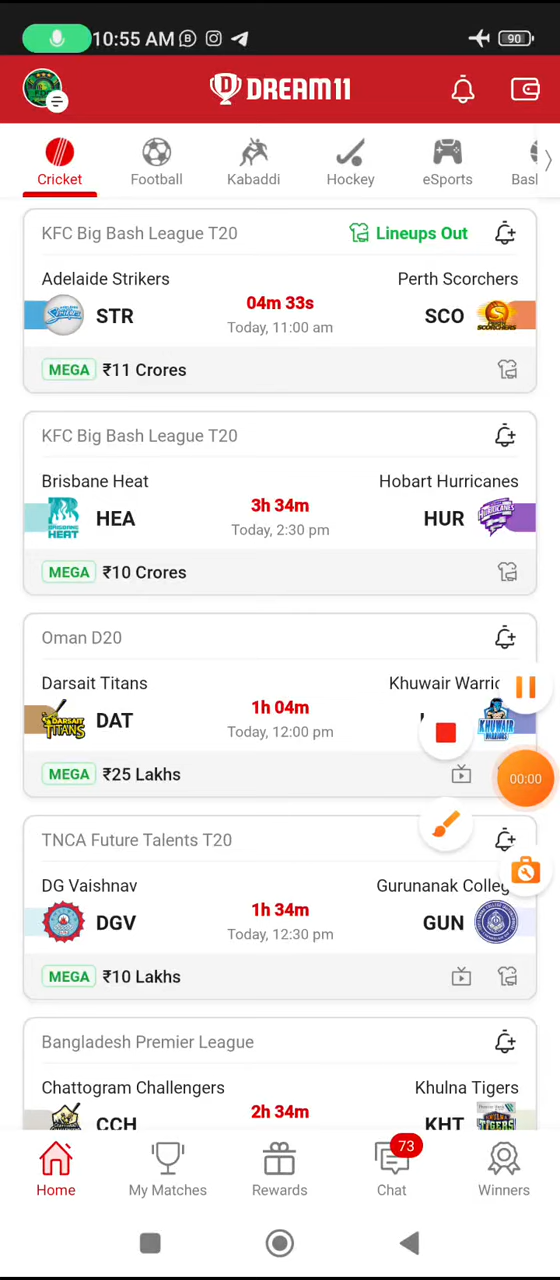 10:55 AM
90
DREAM11
Cricket Football Kabaddi Hockey eSports Bask
KFC Big Bash League T20 Lineups Out
Adelaide Strikers Perth Scorchers
STR 04m 33s SCO
Today, 11:00 am
MEGA ₹11 Crores
KFC Big Bash League T20
Brisbane Heat Hobart Hurricanes
HEA 3h 34m HUR
Today, 2:30 pm
MEGA ₹10 Crores
Oman D20
Darsait Titans Khuwair Warric
DAT 1h 04m
Today, 12:00 pm
MEGA ₹25 Lakhs
00:00
TNCA Future Talents T20
DG Vaishnav Gurunanak Colleg
DGV 1h 34m GUN
Today, 12:30 pm
MEGA ₹10 Lakhs
Bangladesh Premier League
Chattogram Challengers Khulna Tigers
CCH 2h 34m KHT
73
Home My Matches Rewards Chat Winners